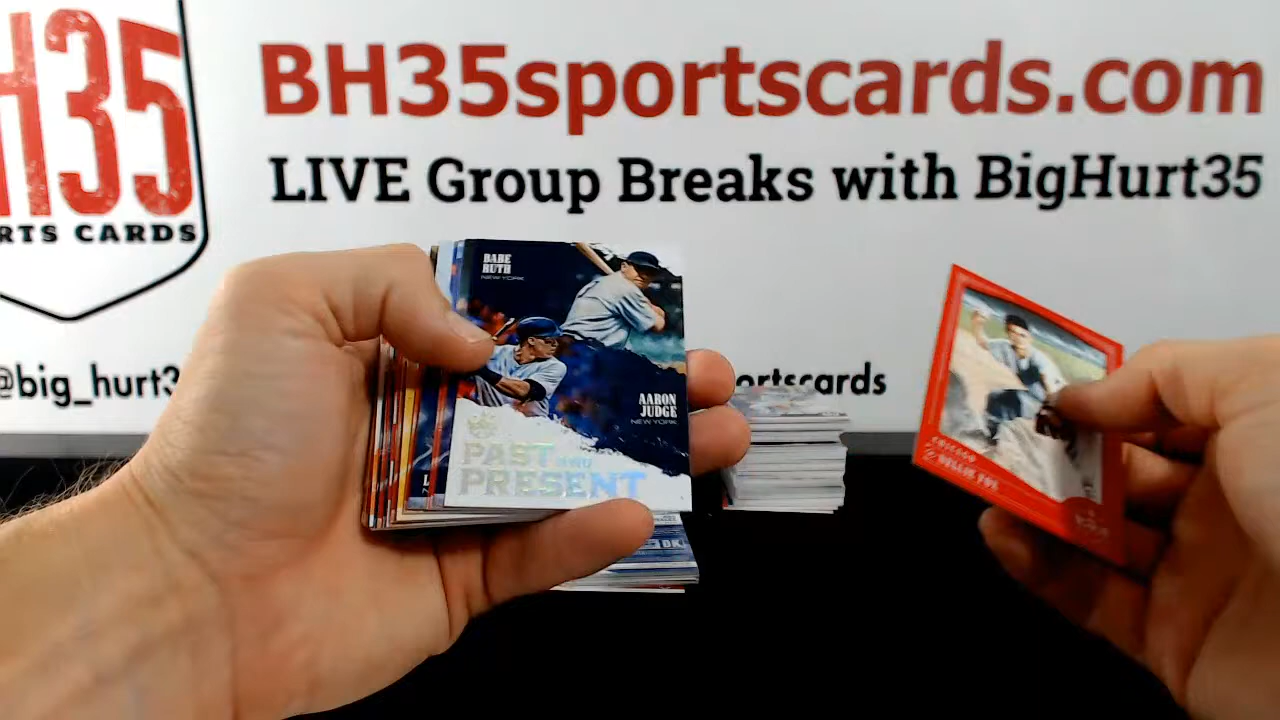 H35
RTS CARDS
BH35sportscards.com
LIVE Group Breaks with BigHurt35
@big_hurt3
ortscards
BABE
RUTH
NEW YORK
AARON
JUDGE
NEW YORK
PAST AND
PRESENT
DK
CHICAGO
NELLIE FOX